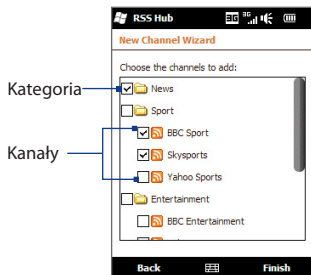 RSS Hub
New Channel Wizard
Choose the channels to add:
Kategoria
News
Sport
Kanały
BBC Sport
Skysports
Yahoo Sports
Entertainment
BBC Entertainment
Back
Finish